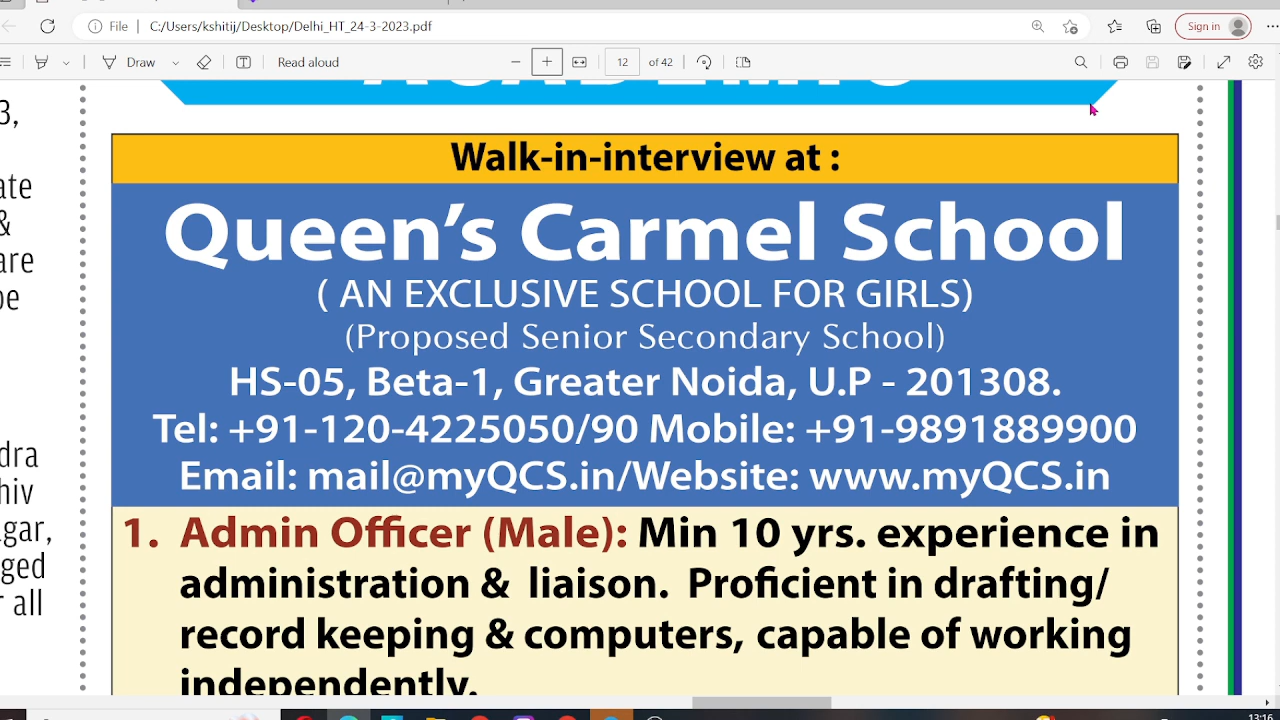 File | C:/Users/kshitij/Desktop/Delhi_HT_24-3-2023.pdf
Sign in
Draw
Read aloud
12 of 42
Walk-in-interview at :
Queen's Carmel School
( AN EXCLUSIVE SCHOOL FOR GIRLS)
(Proposed Senior Secondary School)
HS-05, Beta-1, Greater Noida, U.P - 201308.
Tel: +91-120-4225050/90 Mobile: +91-9891889900
Email: mail@myQCS.in/Website: www.myQCS.in
1. Admin Officer (Male): Min 10 yrs. experience in
administration & liaison. Proficient in drafting/
record keeping & computers, capable of working
independently.
3,
ate
&
are
dra
hiv
gar,
ged
all
13:16